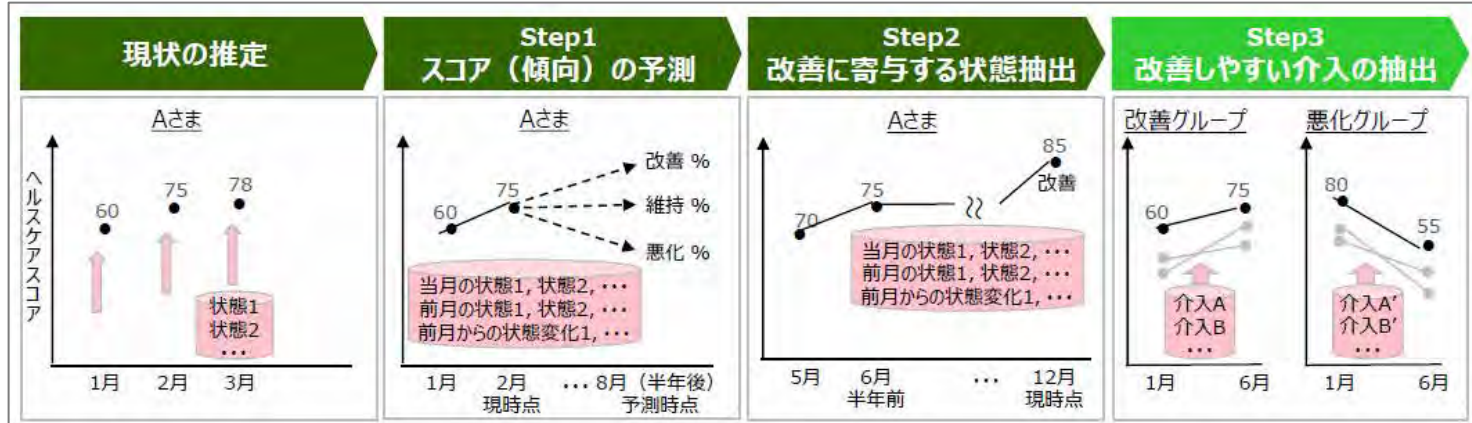 現状の推定
Aさま
ヘルスケアスコア
60
75
78
状態1
状態2
…
1月
2月
3月
Step1
スコア（傾向）の予測
Aさま
60
75
改善 %
維持 %
悪化 %
当月の状態1, 状態2, …
前月の状態1, 状態2, …
前月からの状態変化1, …
1月
2月
… 8月（半年後）
現時点
予測時点
Step2
改善に寄与する状態抽出
Aさま
70
75
85
改善
当月の状態1, 状態2, …
前月の状態1, 状態2, …
前月からの状態変化1, …
5月
6月
…
12月
半年前
現時点
Step3
改善しやすい介入の抽出
改善グループ
60
75
介入A
介入B
…
1月
6月
悪化グループ
80
55
介入A’
介入B’
…
1月
6月